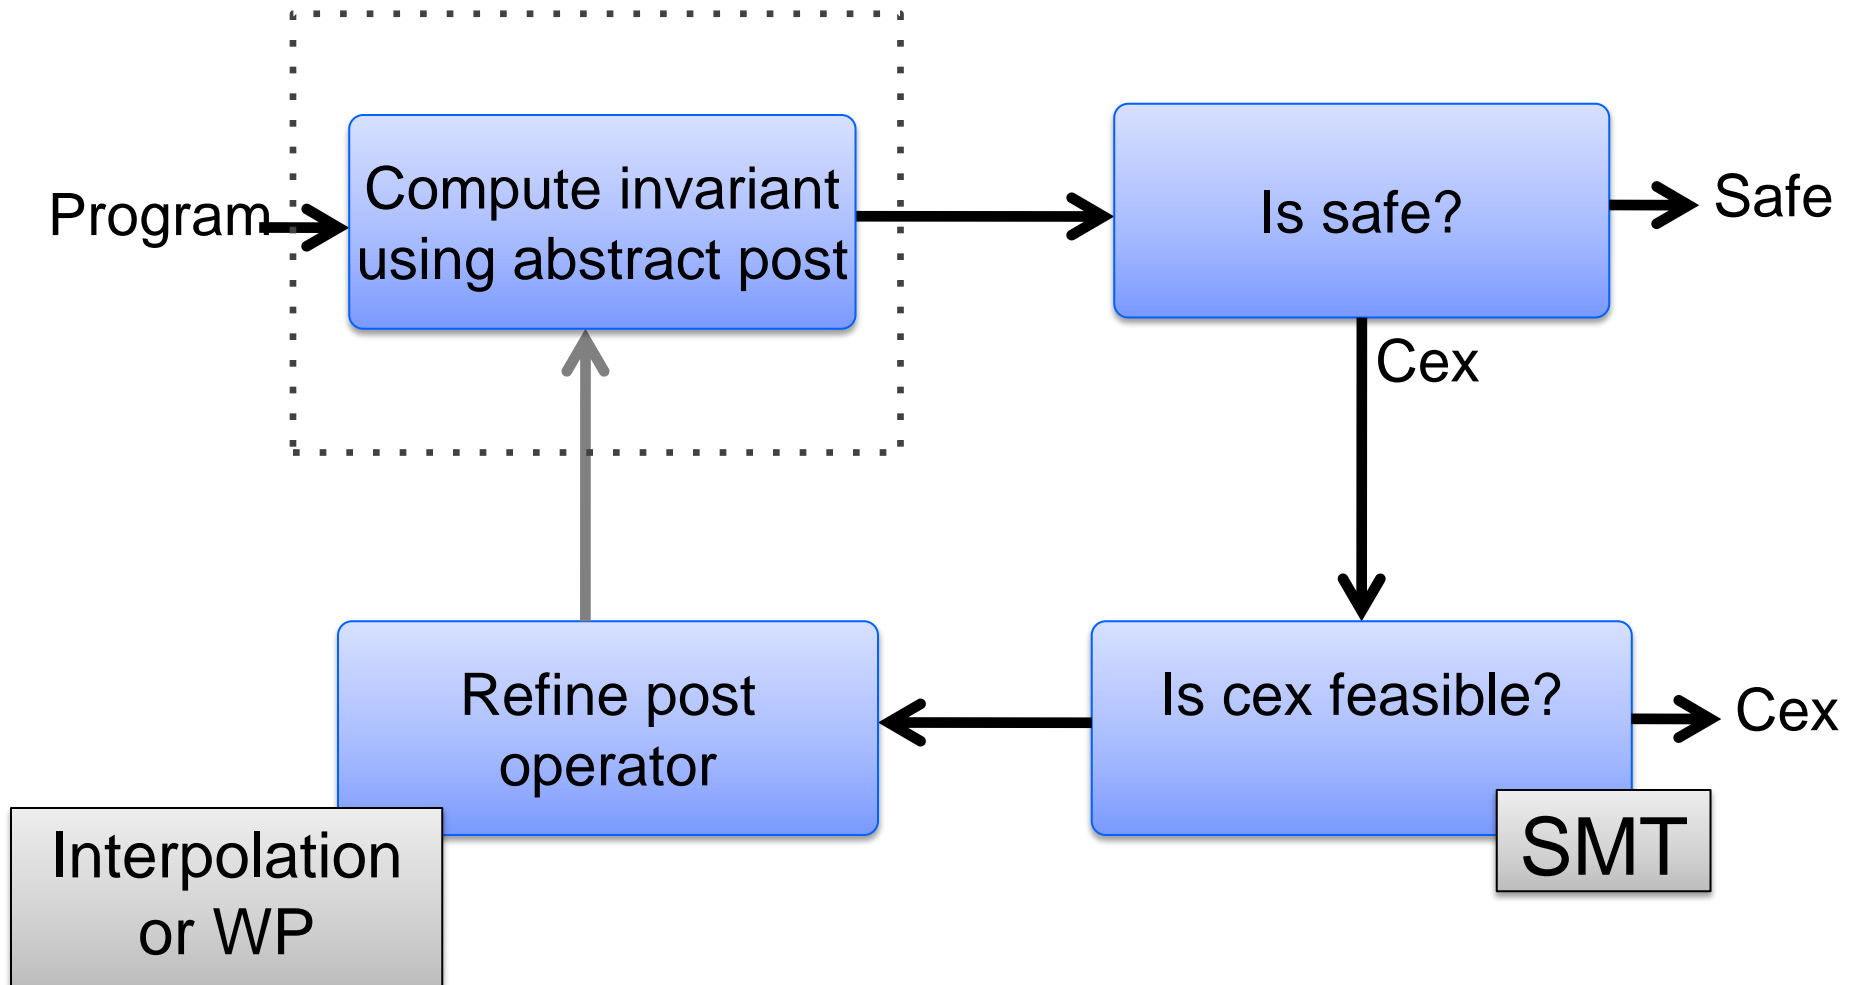 Program
Compute invariant
using abstract post
Is safe?
Safe
Cex
Refine post
operator
Is cex feasible?
Cex
Interpolation
or WP
SMT